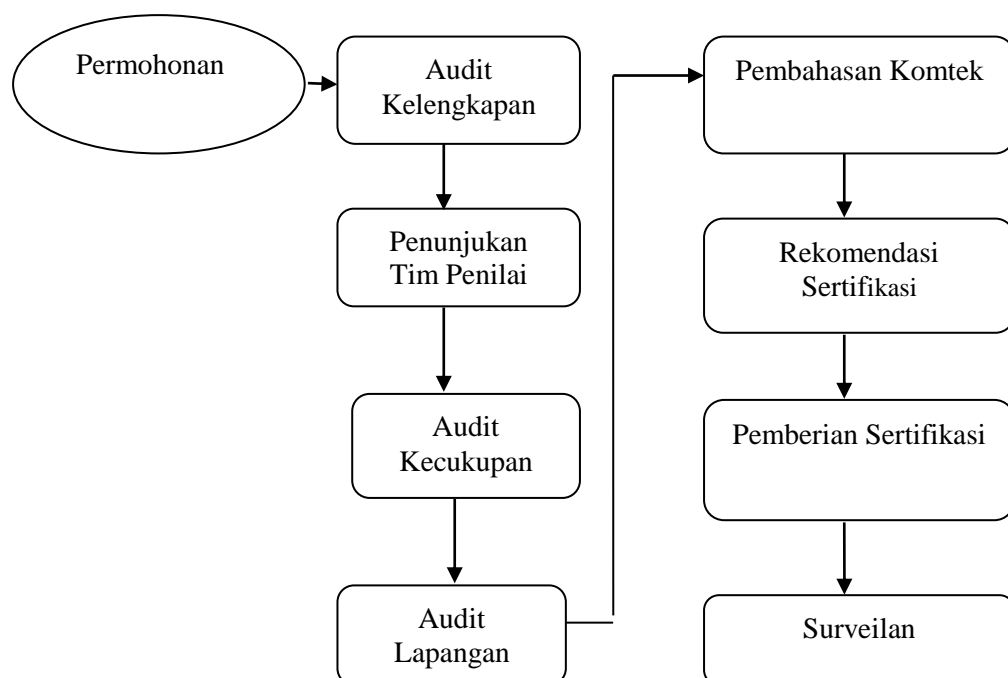 Permohonan
Audit
Kelengkapan
Penunjukan
Tim Penilai
Audit
Kecukupan
Audit
Lapangan
Pembahasan Komtek
Rekomendasi
Sertifikasi
Pemberian Sertifikasi
Surveilan